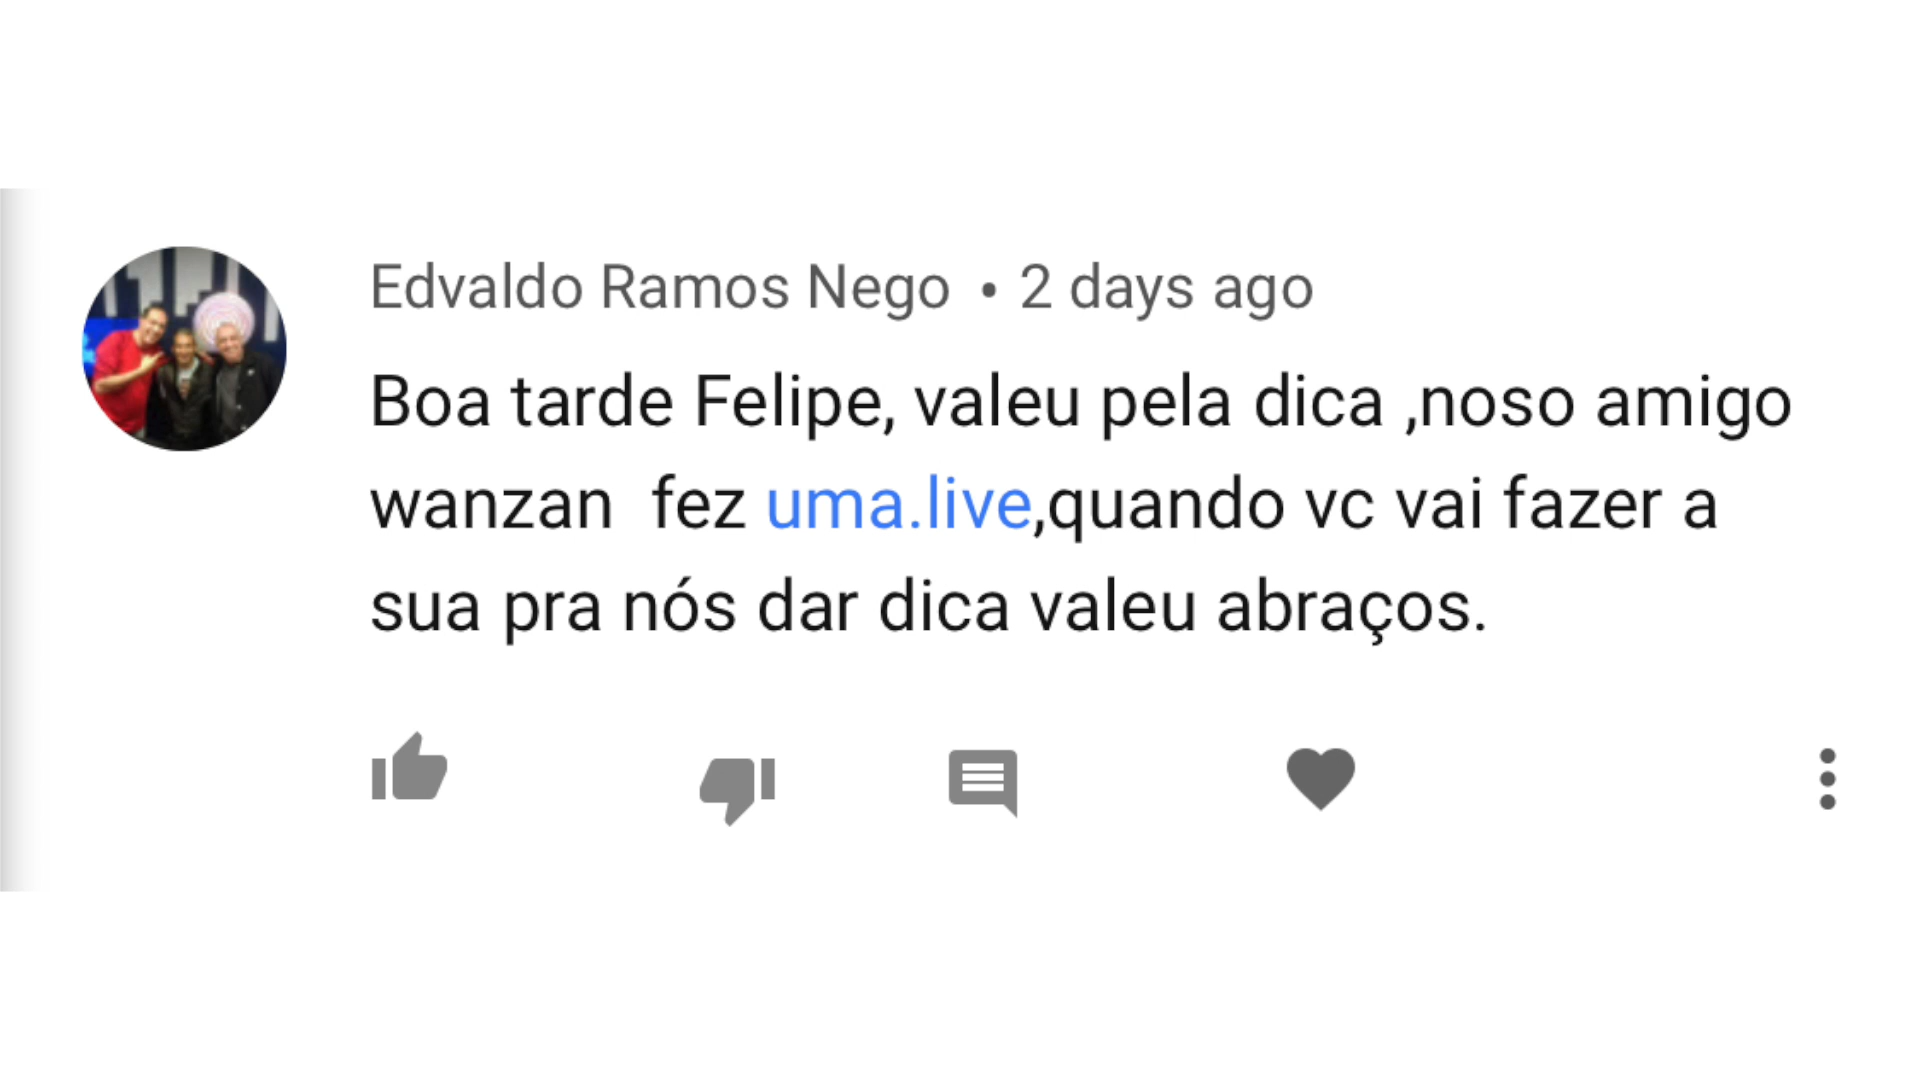 Edvaldo Ramos Nego • 2 days ago
Boa tarde Felipe, valeu pela dica ,noso amigo
wanzan  fez uma.live,quando vc vai fazer a
sua pra nós dar dica valeu abraços.